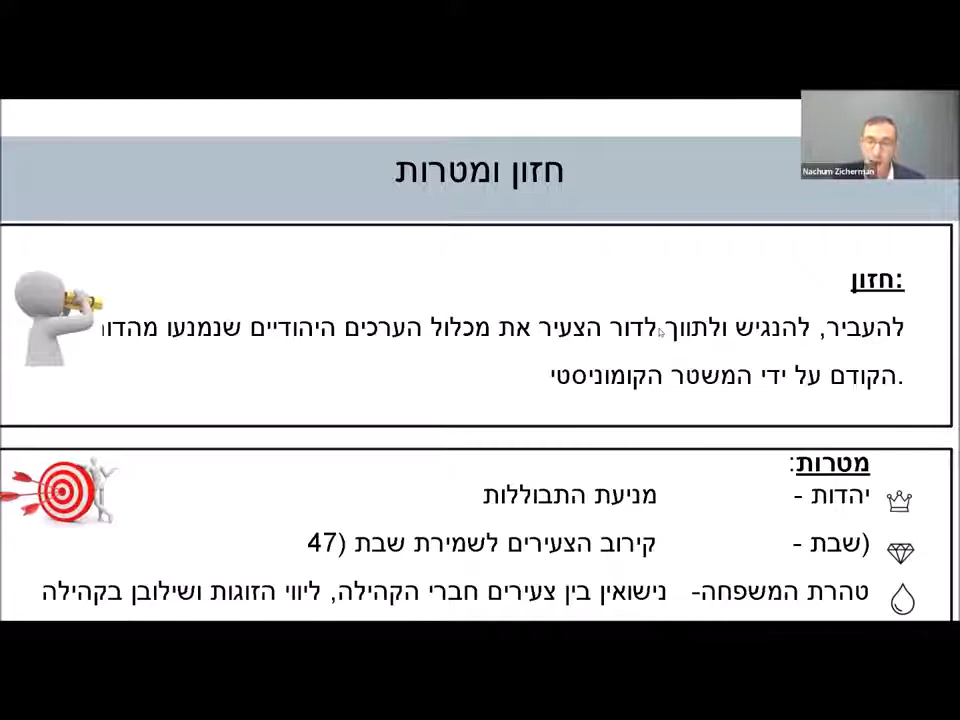 חזון ומטרות
Nachum Zicherman
חזון:
להעביר, להנגיש ולתווך לדור הצעיר את מכלול הערכים היהודיים שנמנעו מהדור
הקודם על ידי המשטר הקומוניסטי.
מטרות:
יהדות - מניעת התבוללות
(שבת - קירוב הצעירים לשמירת שבת (47
טהרת המשפחה- נישואין בין צעירים חברי הקהילה, ליווי הזוגות ושילובן בקהילה